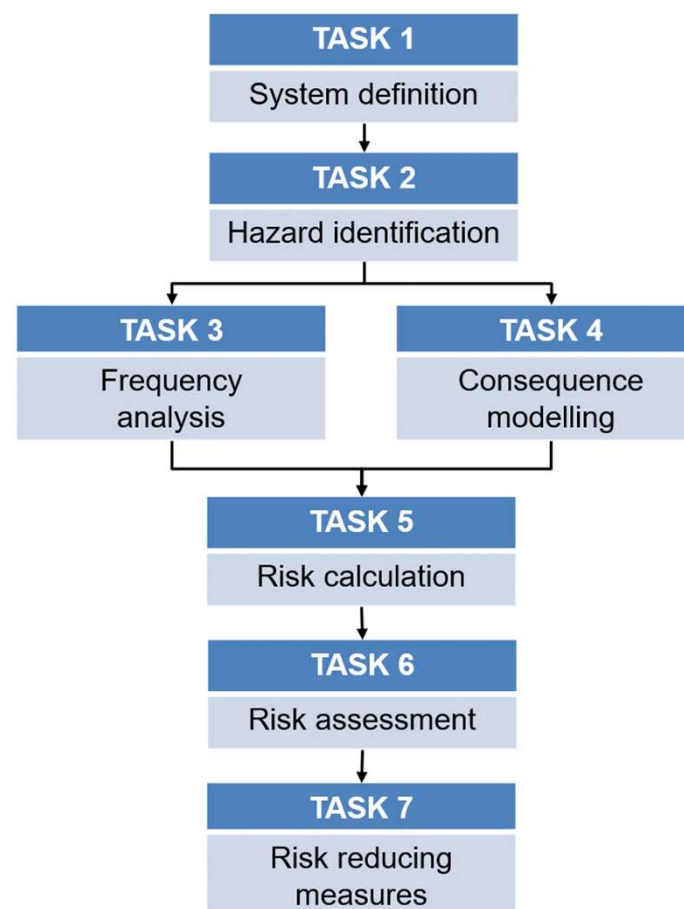 TASK 1
System definition
TASK 2
Hazard identification
TASK 3
Frequency
analysis
TASK 4
Consequence
modelling
TASK 5
Risk calculation
TASK 6
Risk assessment
TASK 7
Risk reducing
measures